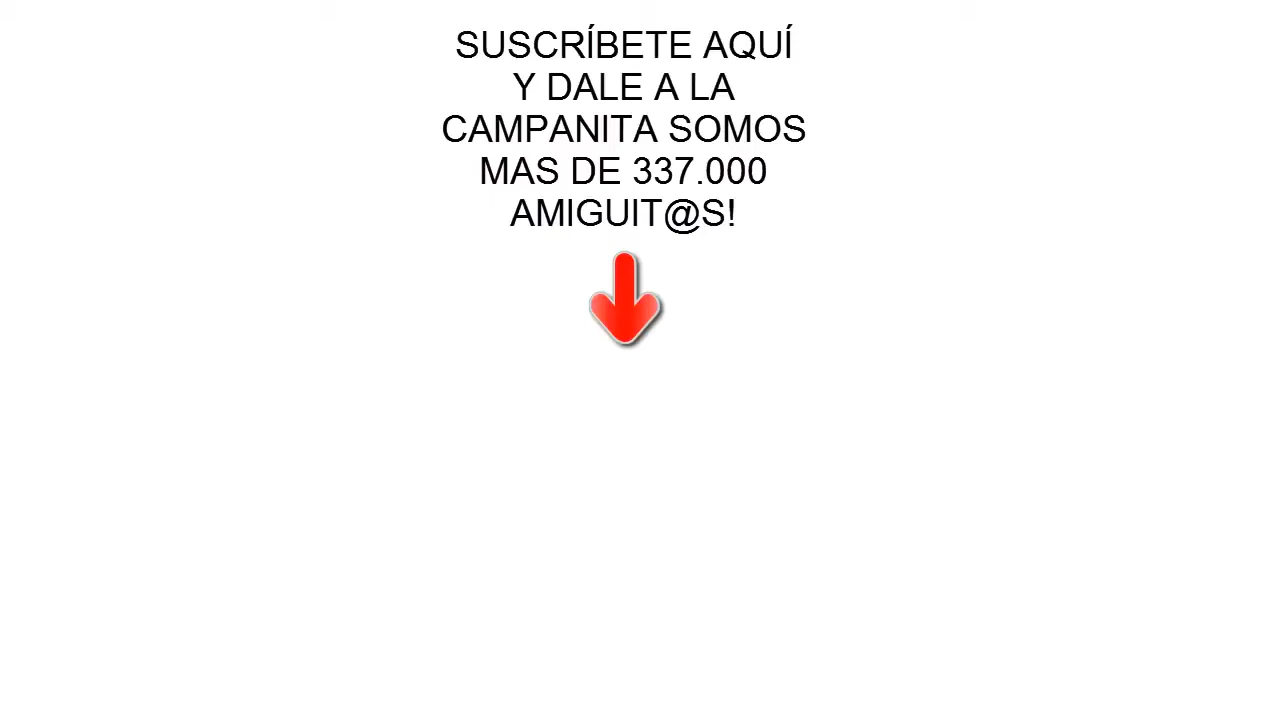 SUSCRÍBETE AQUÍ
Y DALE A LA
CAMPANITA SOMOS
MAS DE 337.000
AMIGUIT@S!